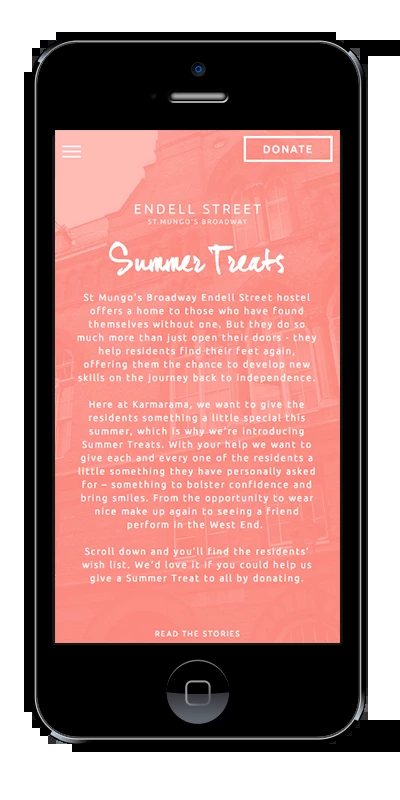 DONATE
ENDELL STREET
ST.MUNGO'S BROADWAY
Summer Treats
St Mungo's Broadway Endell Street hostel
offers a home to those who have found
themselves without one. But they do so
much more than just open their doors - they
help residents find their feet again,
offering them the chance to develop new
skills on the journey back to independence.
Here at Karmarama, we want to give the
residents something a little special this
summer, which is why we're introducing
Summer Treats. With your help we want to
give each and every one of the residents a
little something they have personally asked
for – something to bolster confidence and
bring smiles. From the opportunity to wear
nice make up again to seeing a friend
perform in the West End.
Scroll down and you'll find the residents'
wish list. We'd love it if you could help us
give a Summer Treat to all by donating.
READ THE STORIES